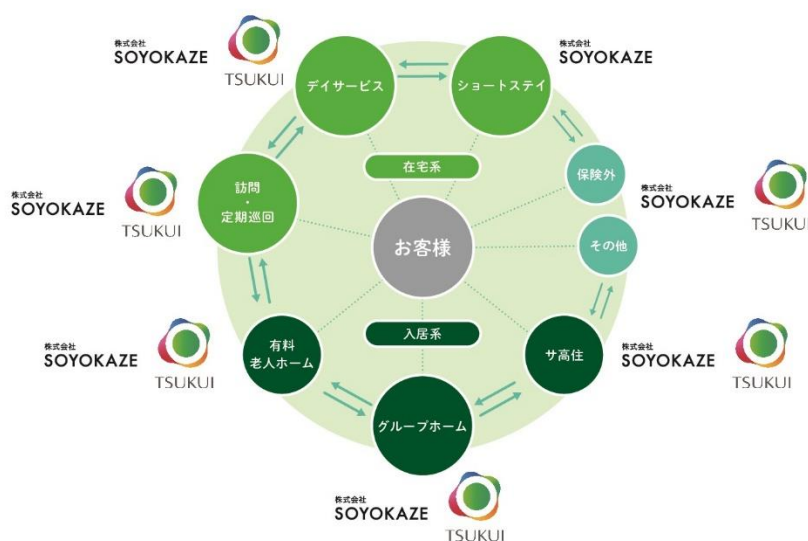 株式会社
SOYOKAZE
TSUKUI
デイサービス
ショートステイ
株式会社
SOYOKAZE
在宅系
保険外
株式会社
SOYOKAZE
TSUKUI
訪問
・
定期巡回
株式会社
SOYOKAZE
TSUKUI
お客様
その他
入居系
株式会社
SOYOKAZE
TSUKUI
有料
老人ホーム
サ高住
株式会社
SOYOKAZE
TSUKUI
グループホーム
株式会社
SOYOKAZE
TSUKUI